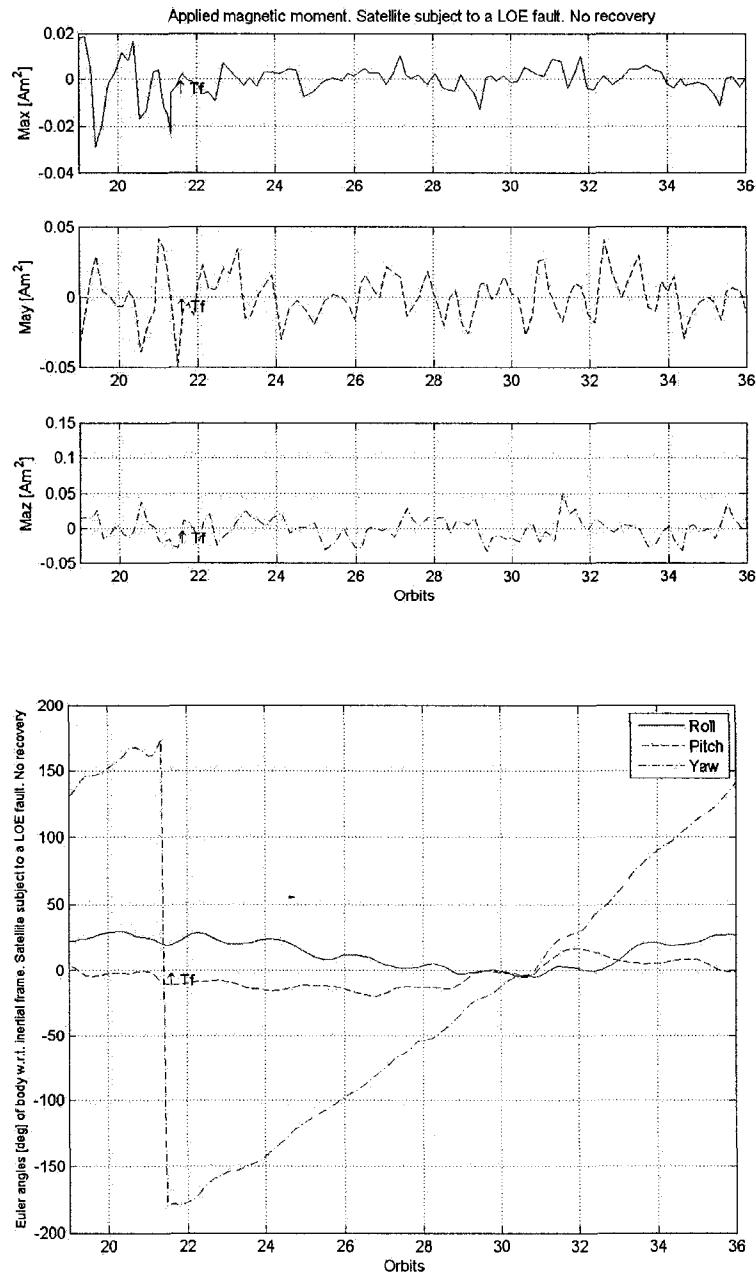 Applied magnetic moment. Satellite subject to a LOE fault. No recovery
Max [Am²]
0.02
0
-0.02
-0.04
↑ Tf
20 22 24 26 28 30 32 34 36
May [Am²]
0.05
0
-0.05
↑ Tf
20 22 24 26 28 30 32 34 36
Maz [Am²]
0.15
0.1
0.05
0
-0.05
↑ Tf
20 22 24 26 28 30 32 34 36
Orbits
Euler angles [deg] of body w.r.t. inertial frame. Satellite subject to a LOE fault. No recovery
200
150
100
50
0
-50
-100
-150
-200
Roll
Pitch
Yaw
↑ Tf
20 22 24 26 28 30 32 34 36
Orbits